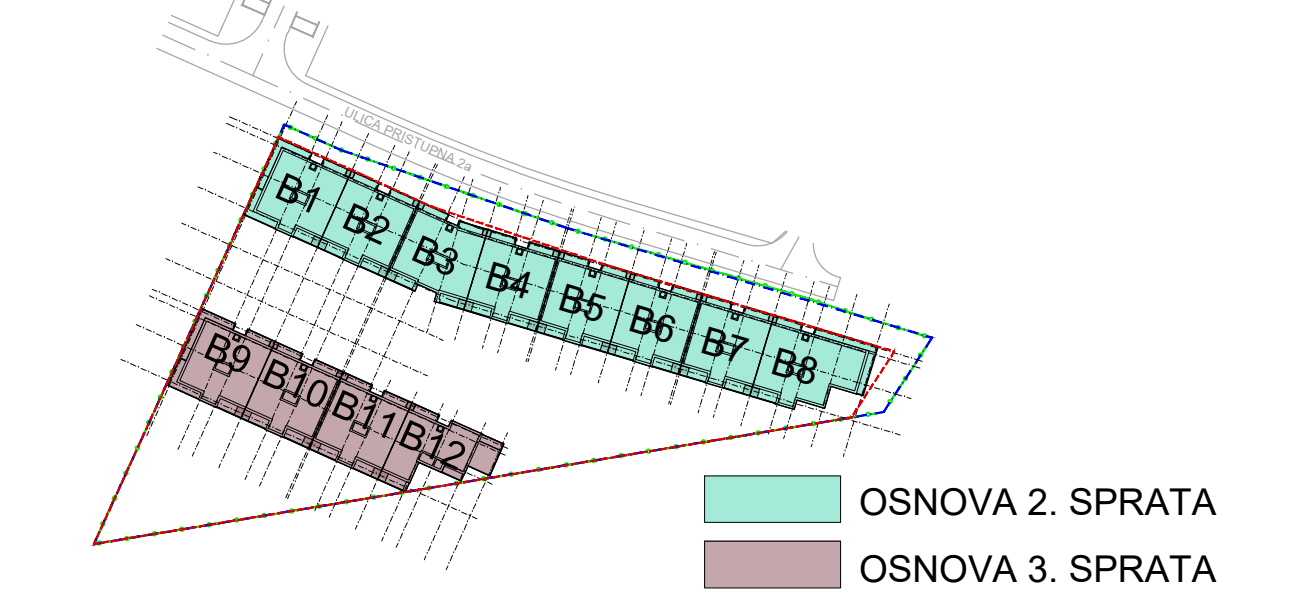 ULICA PRISTUPNA 2a
B1
B2
B3
B4
B5
B6
B7
B8
B9
B10
B11
B12
OSNOVA 2. SPRATA
OSNOVA 3. SPRATA